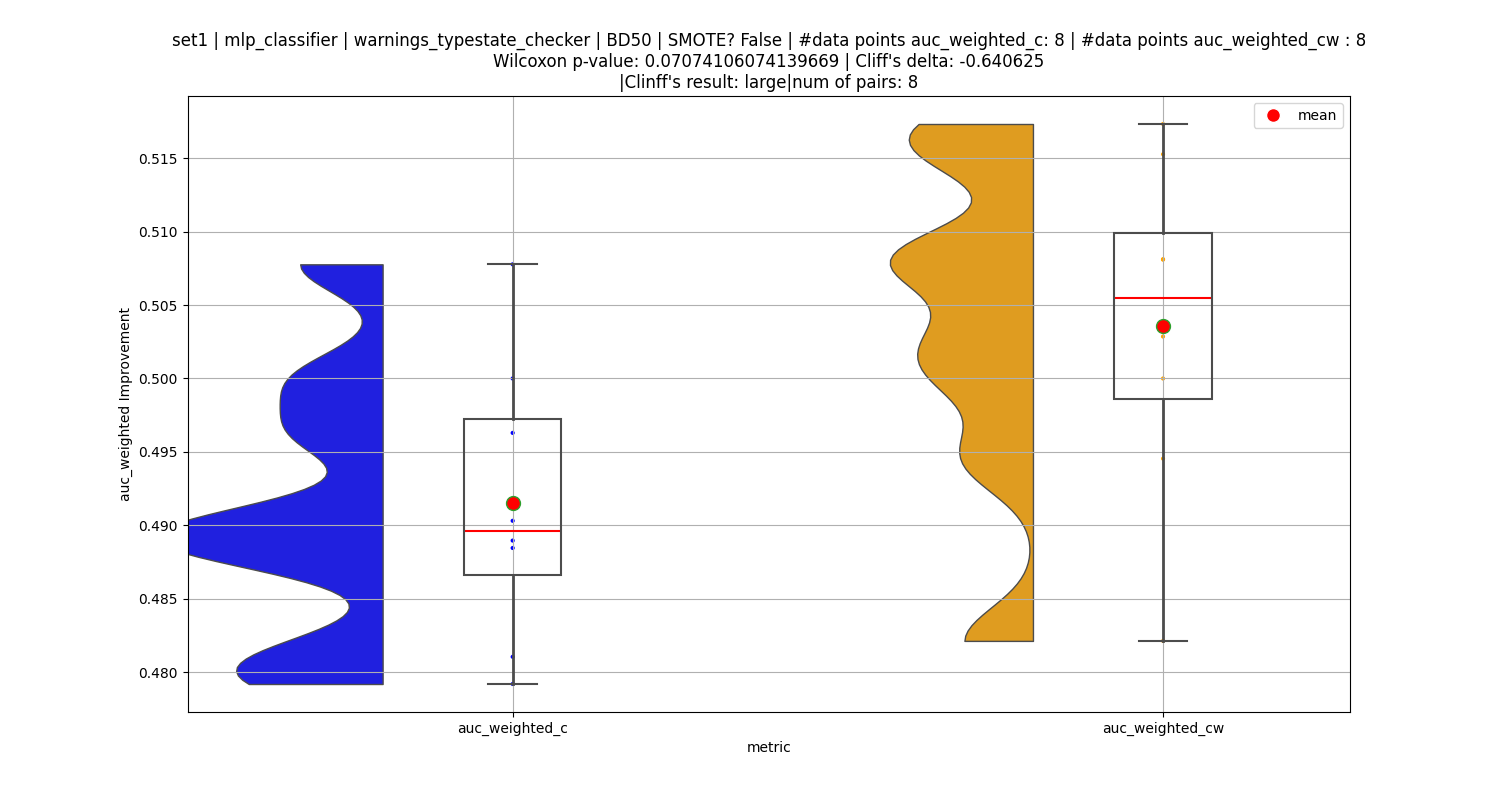 set1 | mlp_classifier | warnings_typestate_checker | BD50 | SMOTE? False | #data points auc_weighted_c: 8 | #data points auc_weighted_cw : 8
Wilcoxon p-value: 0.07074106074139669 | Cliff's delta: -0.640625
|Clinff's result: large|num of pairs: 8
mean
0.515
0.510
0.505
0.500
0.495
0.490
0.485
0.480
auc_weighted Improvement
auc_weighted_c
auc_weighted_cw
metric